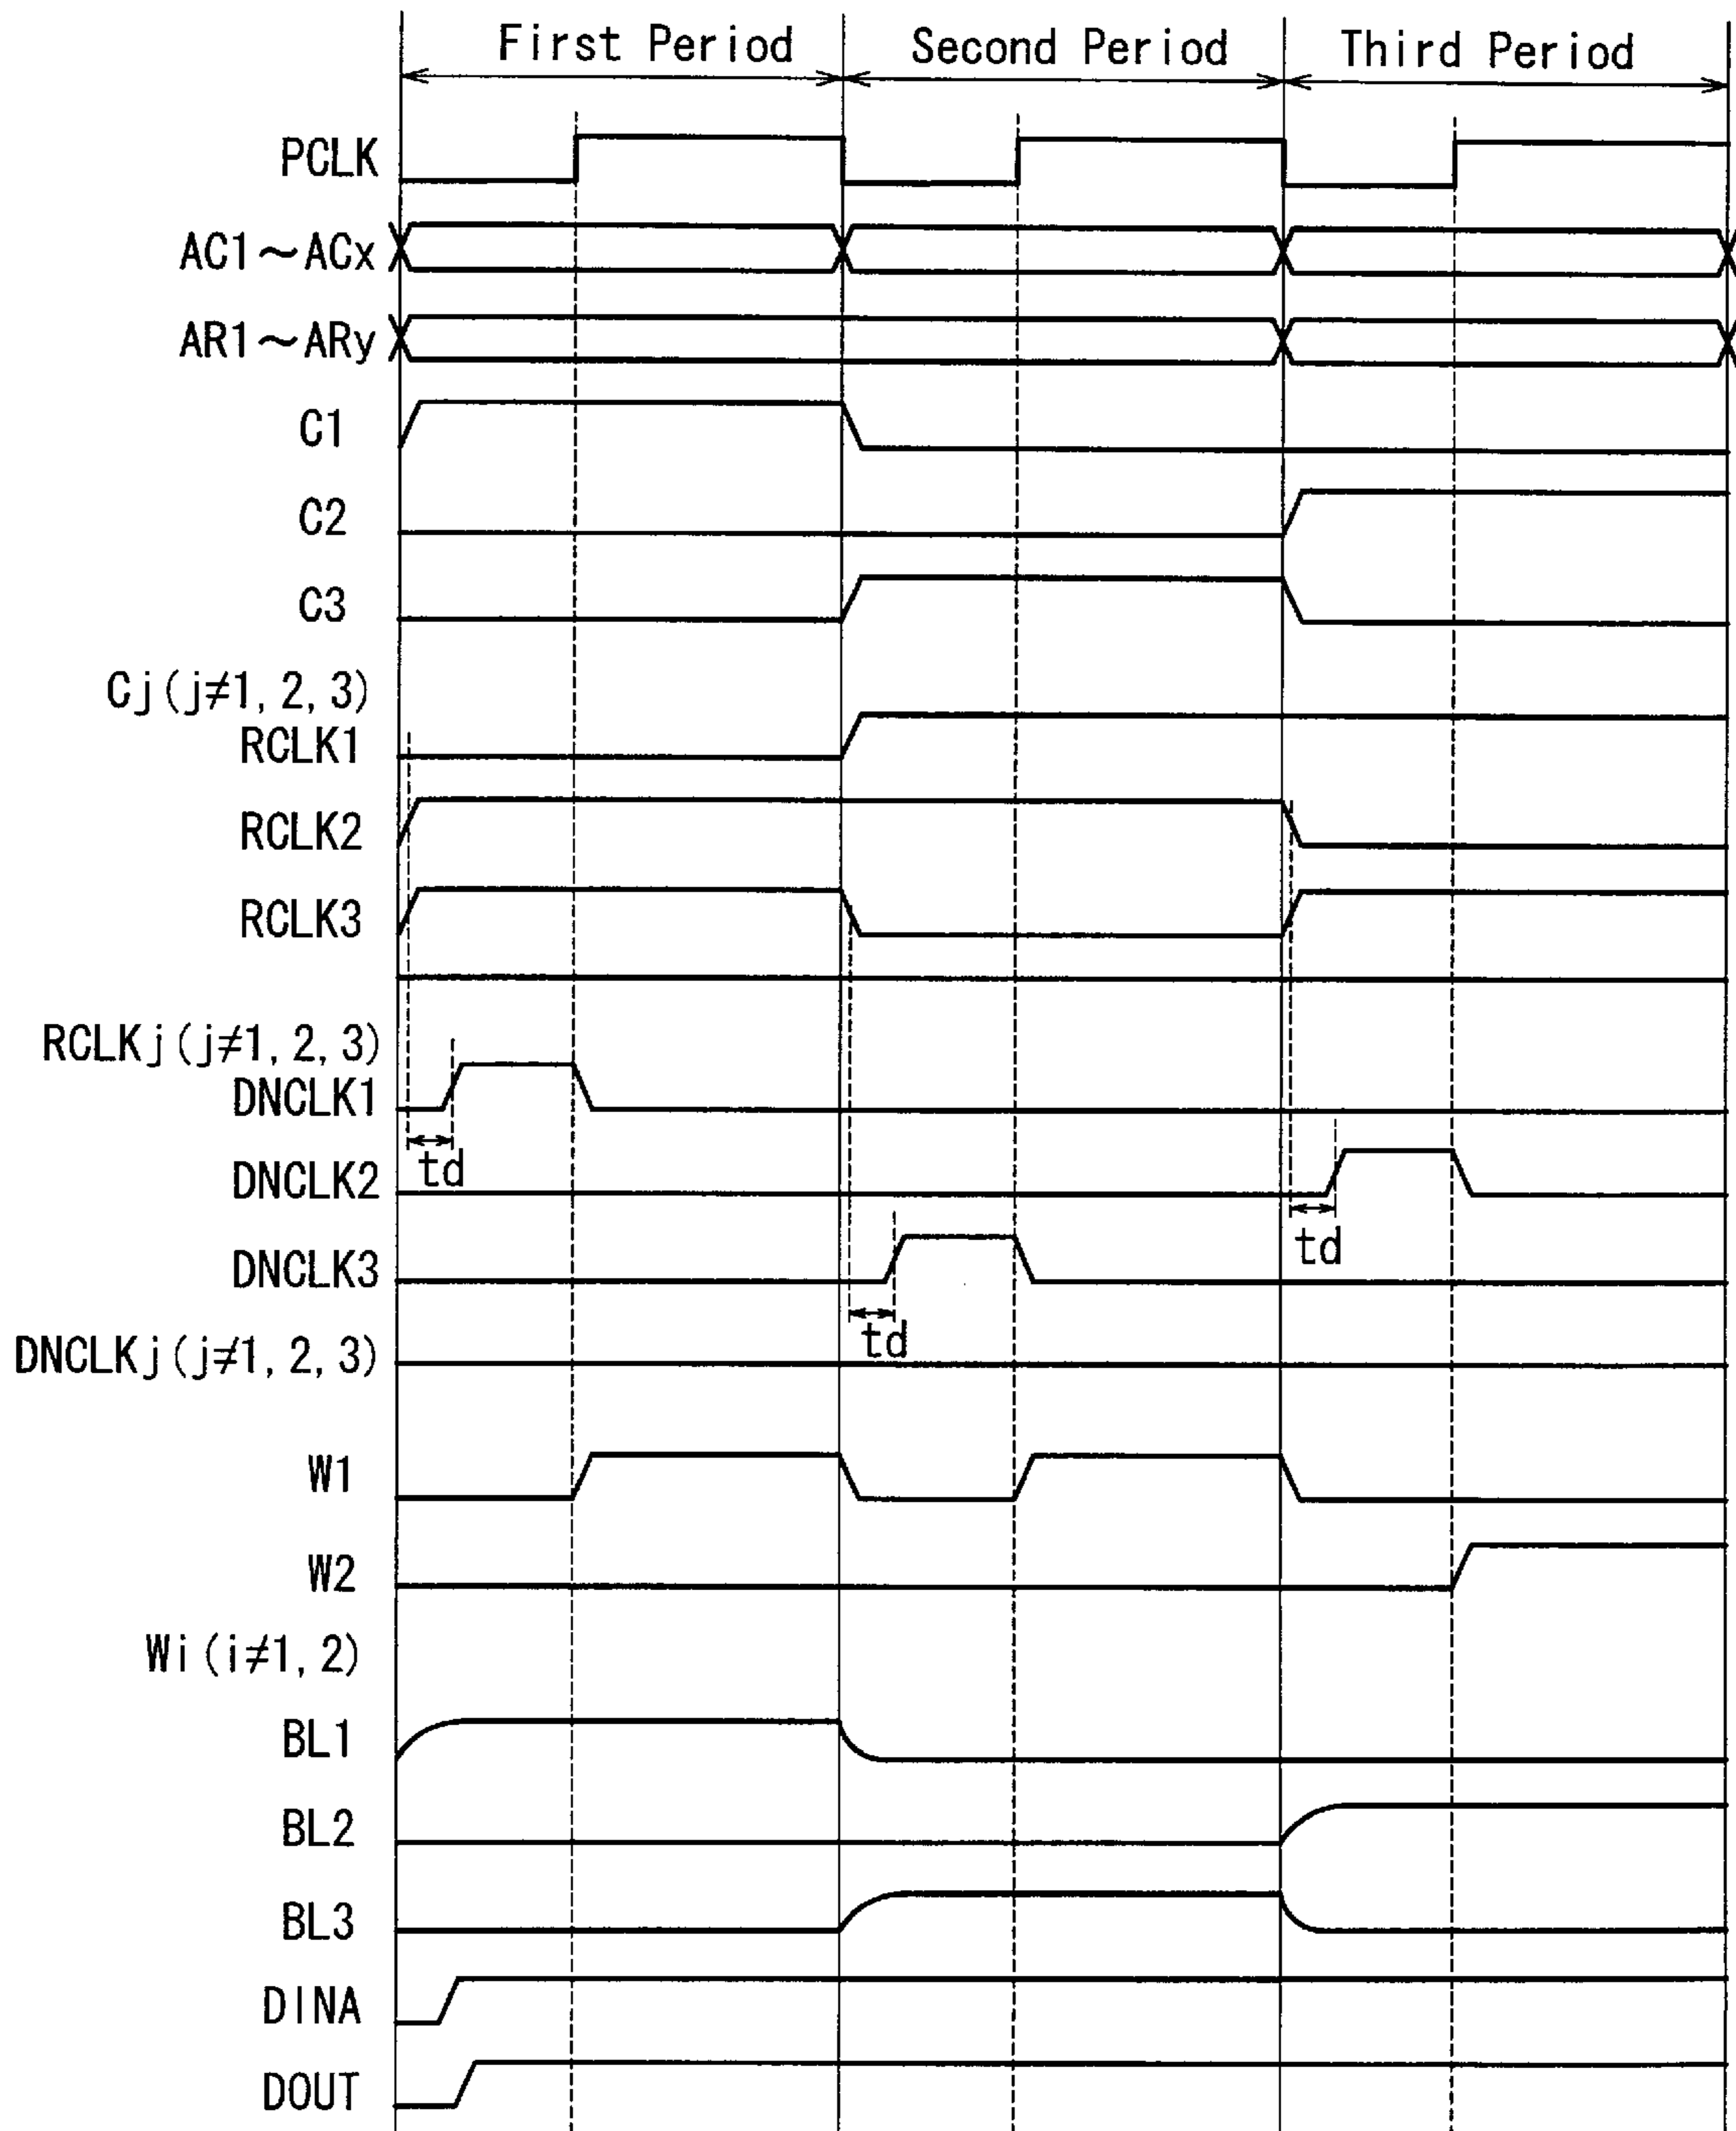 First Period
Second Period
Third Period
PCLK
AC1～ACx
AR1～ARy
C1
C2
C3
Cj(j≠1, 2, 3)
RCLK1
RCLK2
RCLK3
RCLKj(j≠1, 2, 3)
DNCLK1
td
DNCLK2
td
DNCLK3
td
DNCLKj(j≠1, 2, 3)
W1
W2
Wi(i≠1, 2)
BL1
BL2
BL3
DINA
DOUT